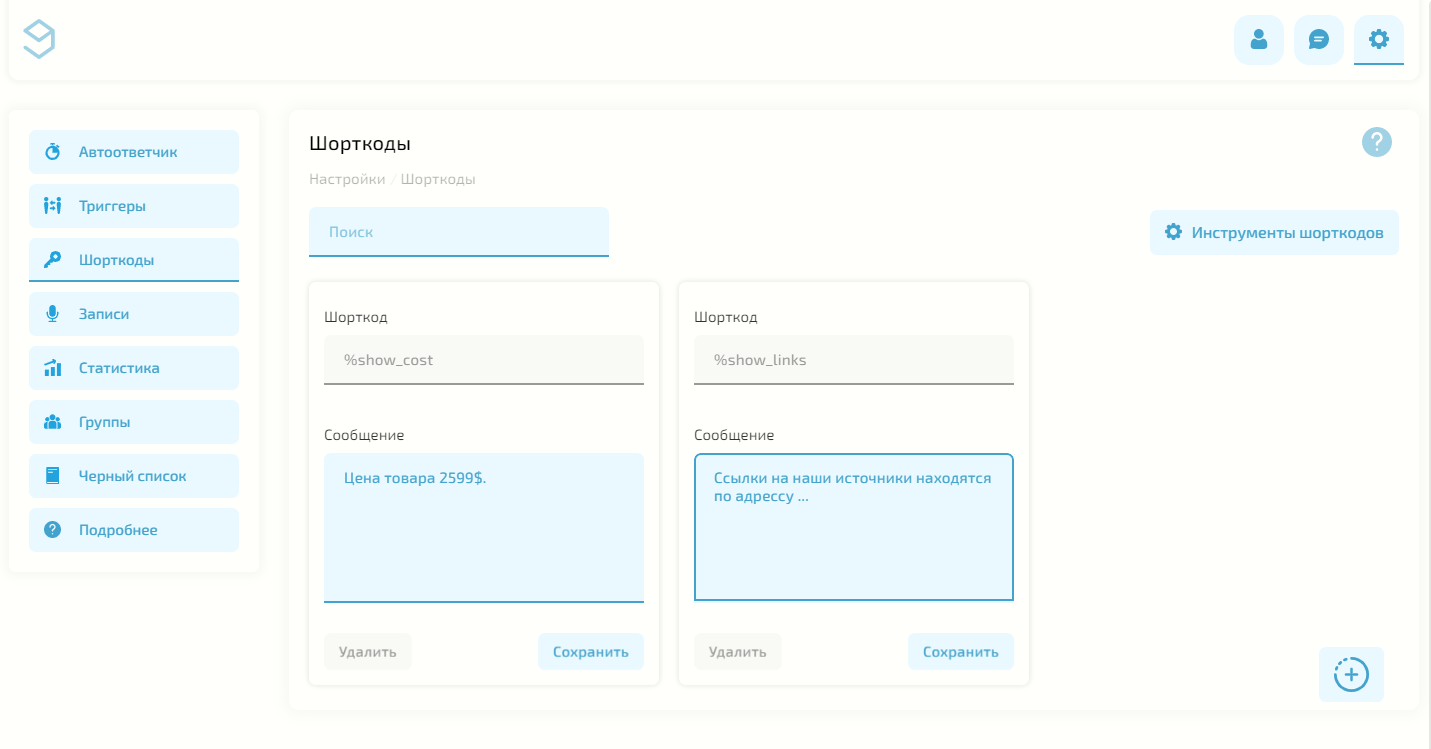 Автоответчик
Триггеры
Шорткоды
Записи
Статистика
Группы
Черный список
Подробнее
Шорткоды
?
Настройки / Шорткоды
Поиск
Инструменты шорткодов
Шорткод
%show_cost
Сообщение
Цена товара 2599$.
Удалить
Сохранить
Шорткод
%show_links
Сообщение
Ссылки на наши источники находятся
по адрессу ...
Удалить
Сохранить